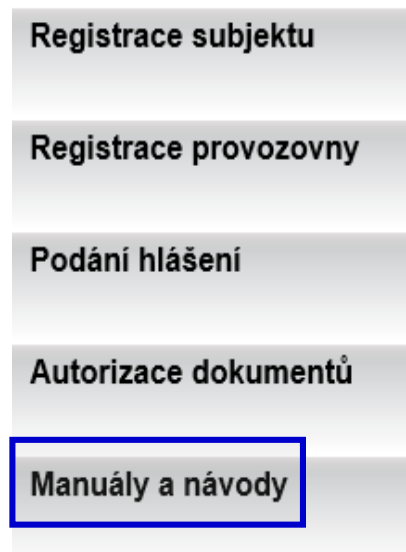 Registrace subjektu
Registrace provozovny
Podání hlášení
Autorizace dokumentů
Manuály a návody